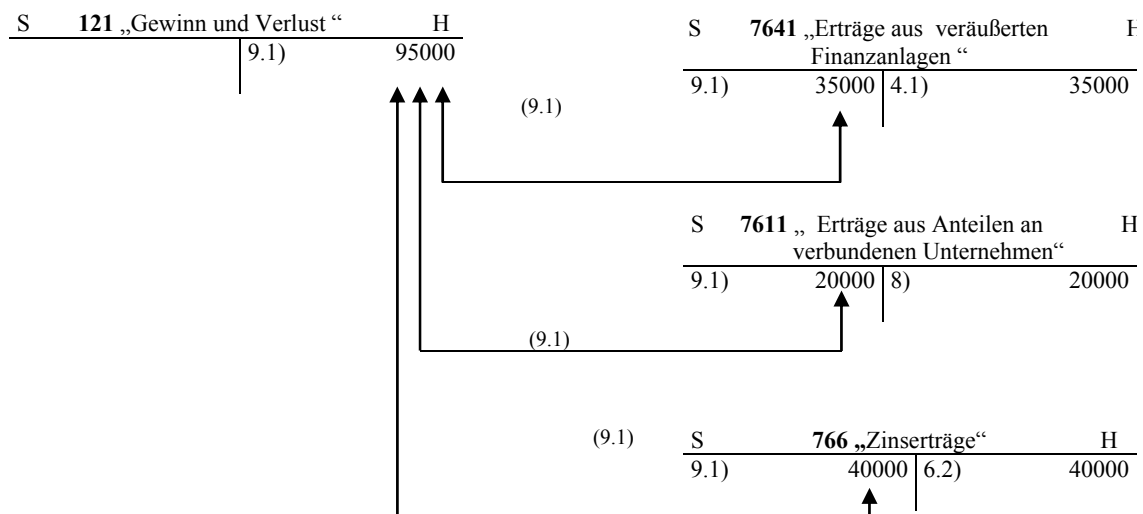 S 121 „Gewinn und Verlust “ H
9.1) 95000
S 7641 „Erträge aus veräußerten H
Finanzanlagen “
9.1) 35000 4.1) 35000
(9.1)
S 7611 „ Erträge aus Anteilen an H
verbundenen Unternehmen“
9.1) 20000 8) 20000
(9.1)
(9.1)
S 766 „Zinserträge“ H
9.1) 40000 6.2) 40000